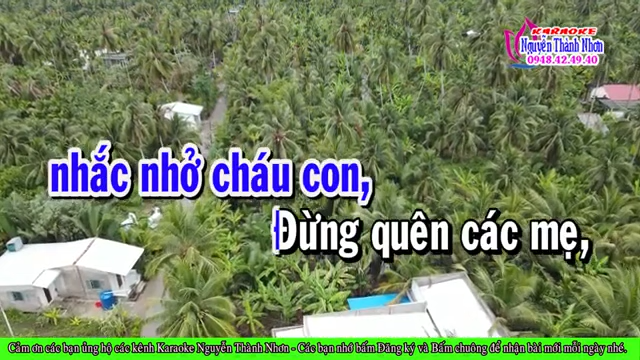 KARAOKE
Nguyễn Thành Nhơn
0948.42.49.40
nhắc nhở cháu con,
Đừng quên các mẹ,
Cảm ơn các bạn ủng hộ các kênh Karaoke Nguyễn Thành Nhơn - Các bạn nhớ bấm Đăng ký và Bấm chuông để nhận bài mới mỗi ngày nhé.